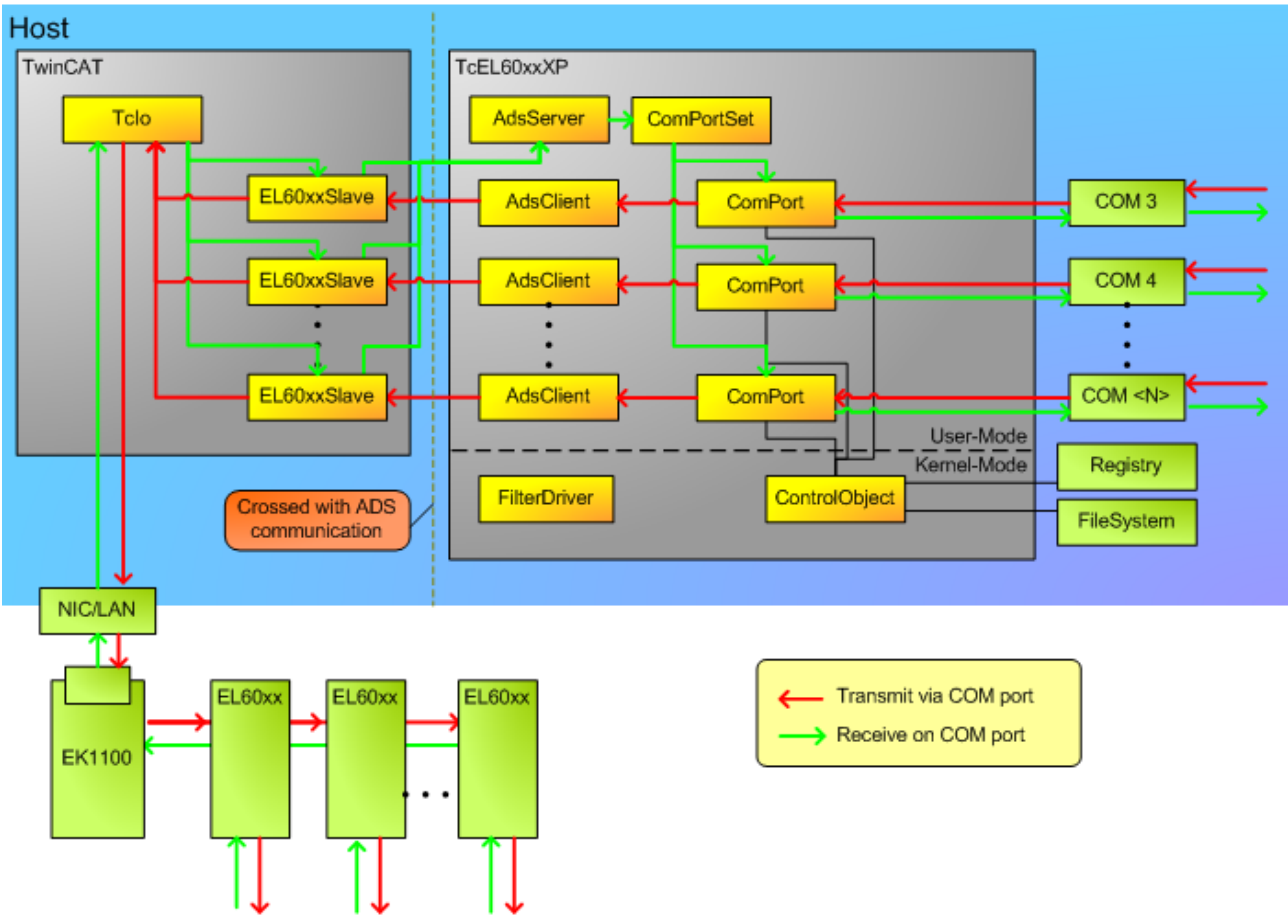 Host
TwinCAT
TcEL60xxXP
TcIo
AdsServer
ComPortSet
EL60xxSlave
AdsClient
ComPort
COM 3
EL60xxSlave
AdsClient
ComPort
COM 4
EL60xxSlave
AdsClient
ComPort
COM <N>
User-Mode
Kernel-Mode
Registry
FilterDriver
ControlObject
FileSystem
Crossed with ADS
communication
NIC/LAN
EK1100
EL60xx
EL60xx
EL60xx
Transmit via COM port
Receive on COM port